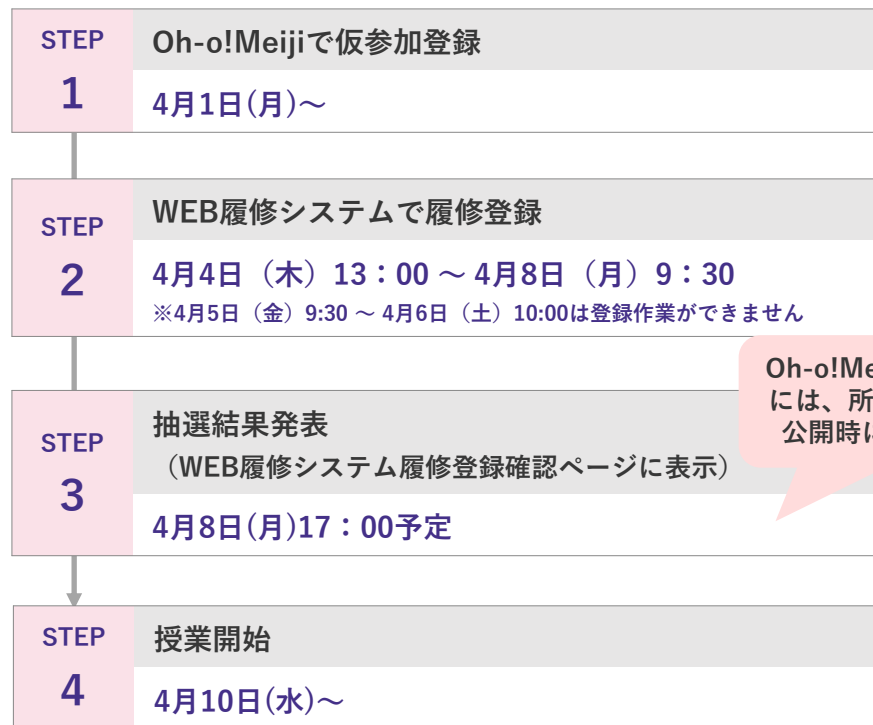 STEP
1
Oh-o!Meijiで仮参加登録
4月1日(月)～
STEP
2
WEB履修システムで履修登録
4月4日（木）13：00 ～ 4月8日（月）9：30
※4月5日（金）9:30 ～ 4月6日（土）10:00は登録作業ができません
Oh-o!Me
には、所
公開時に
STEP
3
抽選結果発表
（WEB履修システム履修登録確認ページに表示）
4月8日(月)17：00予定
STEP
4
授業開始
4月10日(水)～